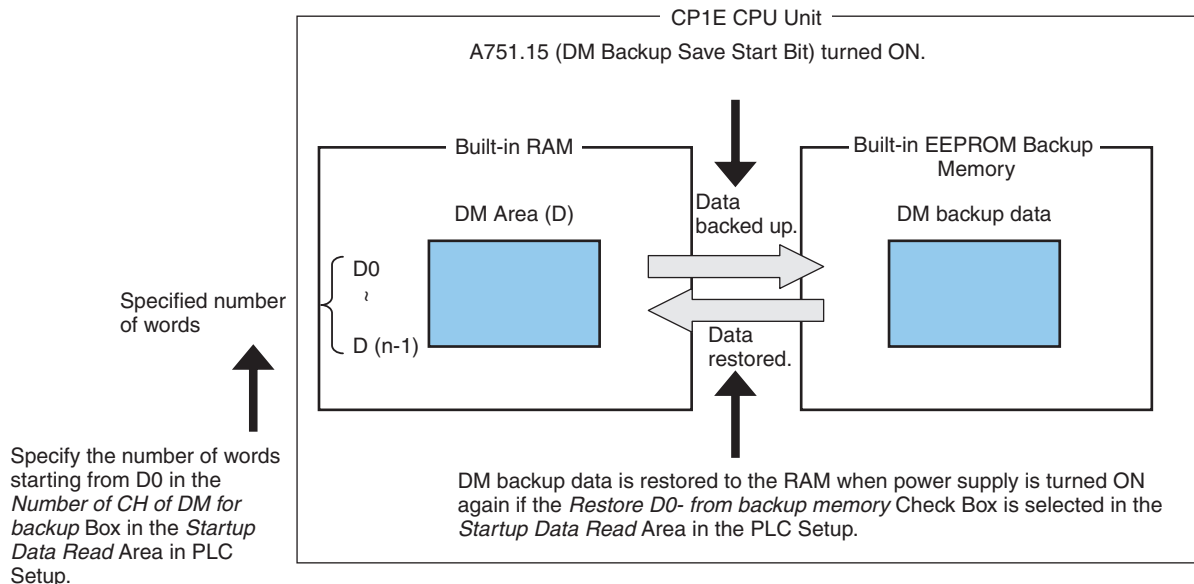 CP1E CPU Unit
A751.15 (DM Backup Save Start Bit) turned ON.
Built-in RAM
Built-in EEPROM Backup
Memory
DM Area (D)
Data
backed up.
DM backup data
D0
~
D (n-1)
Specified number
of words
Data
restored.
Specify the number of words
starting from D0 in the
Number of CH of DM for
backup Box in the Startup
Data Read Area in PLC
Setup.
DM backup data is restored to the RAM when power supply is turned ON
again if the Restore D0- from backup memory Check Box is selected in the
Startup Data Read Area in the PLC Setup.